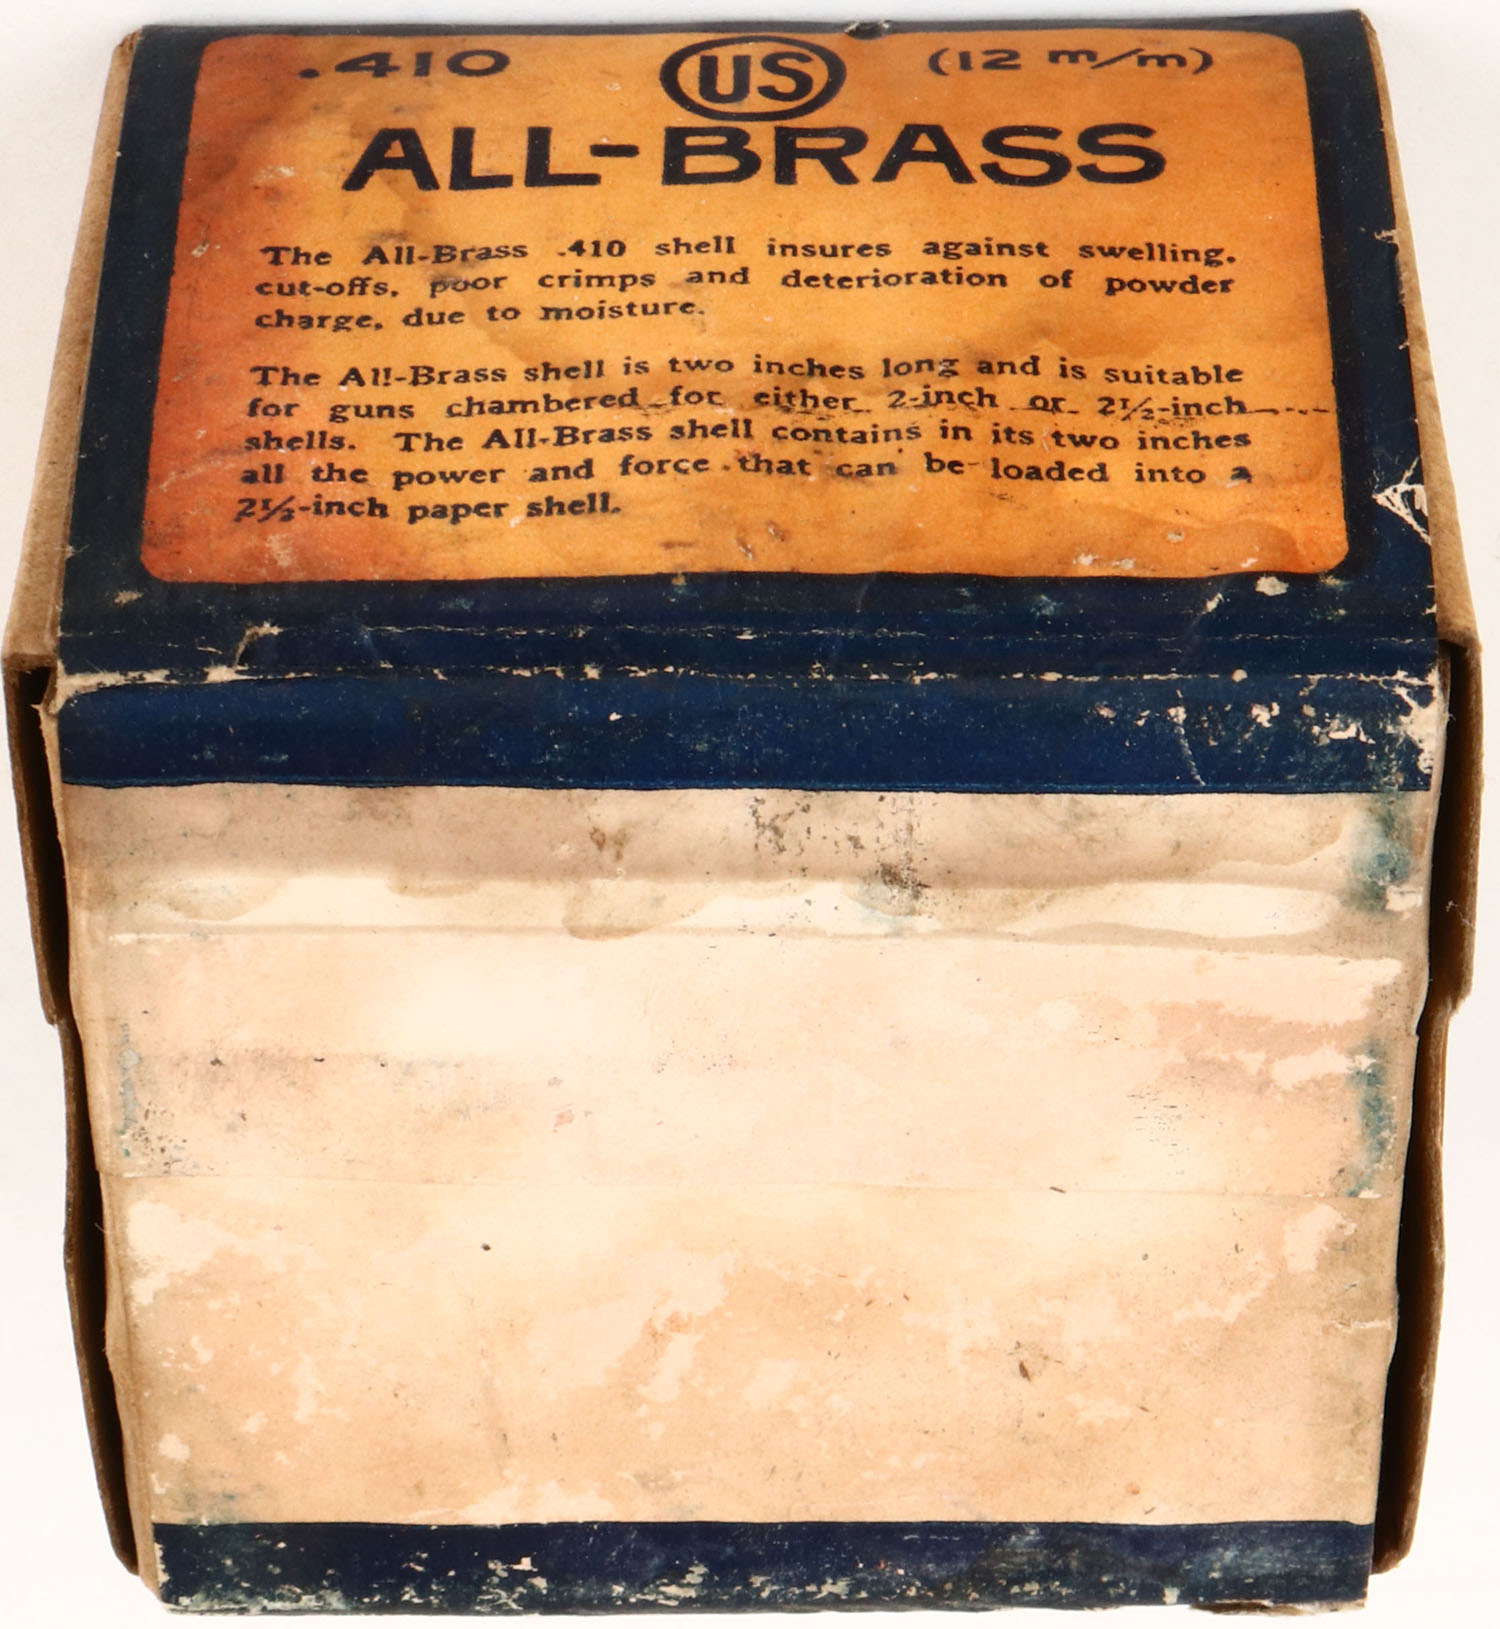 .410 US (12 m/m)
ALL-BRASS
The All-Brass .410 shell insures against swelling,
cut-offs, poor crimps and deterioration of powder
charge, due to moisture.
The All-Brass shell is two inches long and is suitable
for guns chambered for either 2-inch or 2½-inch
shells. The All-Brass shell contains in its two inches
all the power and force that can be loaded into a
2½-inch paper shell.